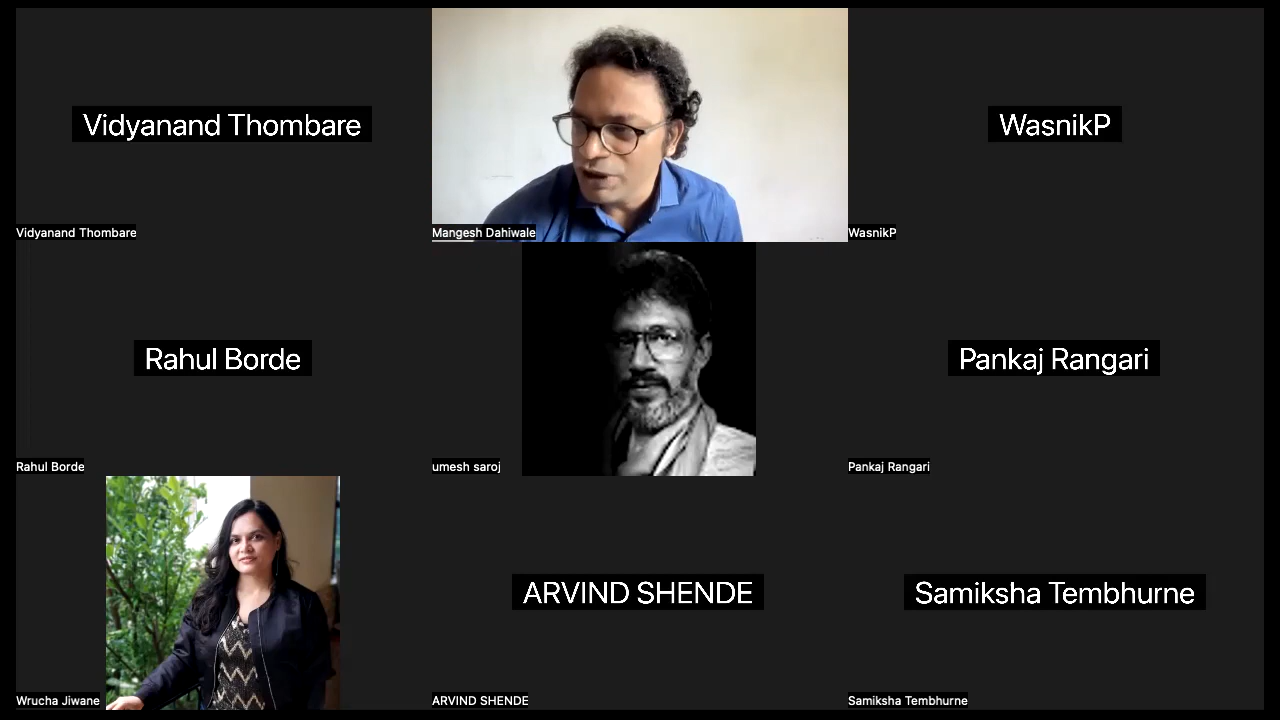 Vidyanand Thombare
WasnikP
Vidyanand Thombare
Mangesh Dahiwale
WasnikP
Rahul Borde
Pankaj Rangari
Rahul Borde
umesh saroj
Pankaj Rangari
ARVIND SHENDE
Samiksha Tembhurne
Wrucha Jiwane
ARVIND SHENDE
Samiksha Tembhurne